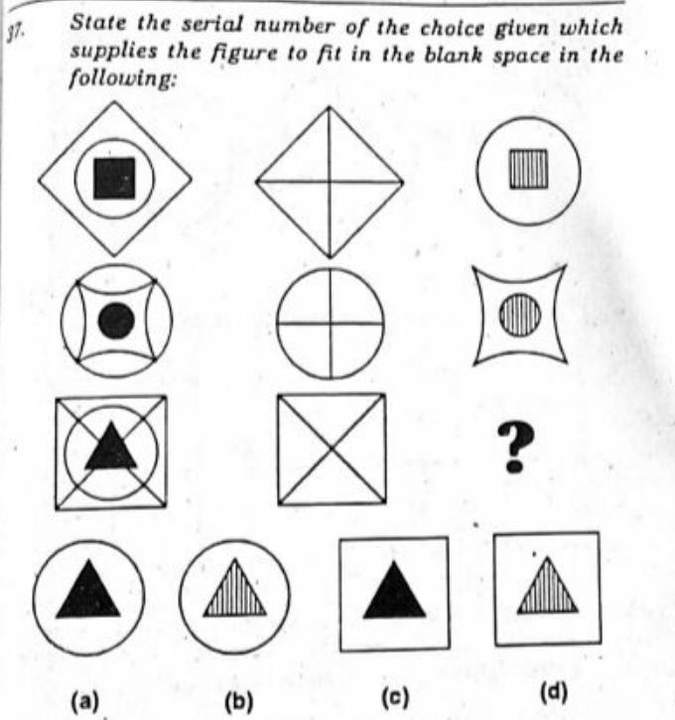 37.
State the serial number of the choice given which
supplies the figure to fit in the blank space in the
following:
?
(a) (b) (c) (d)